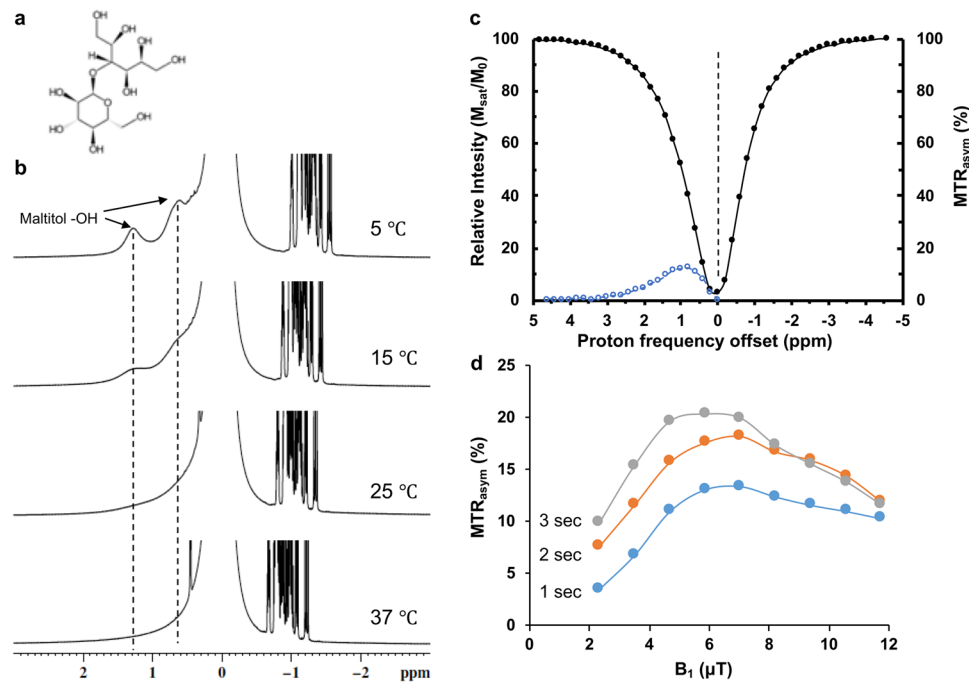 a
OH
OH
OH
OH
H
OH
O
OH
OH
HO
O
HO
OH
OH
b
Maltitol -OH
5 °C
15 °C
25 °C
37 °C
2 1 0 −1 −2 ppm
c
Relative Intesity (Msat/M0)
100
80
60
40
20
0
100
80
60
40
20
0
MTRasym (%)
5 4 3 2 1 0 -1 -2 -3 -4 -5
Proton frequency offset (ppm)
d
MTRasym (%)
25
20
15
10
5
0
3 sec
2 sec
1 sec
0 2 4 6 8 10 12
B1 (µT)